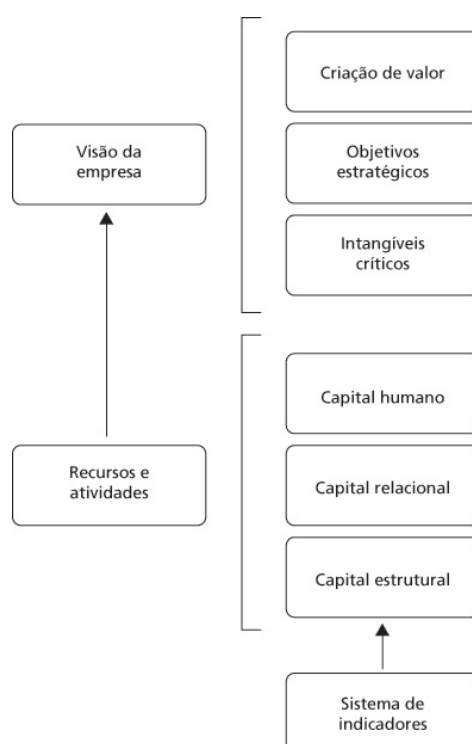 Criação de valor
Visão da
empresa
Objetivos
estratégicos
Intangíveis
críticos
Capital humano
Recursos e
atividades
Capital relacional
Capital estrutural
Sistema de
indicadores